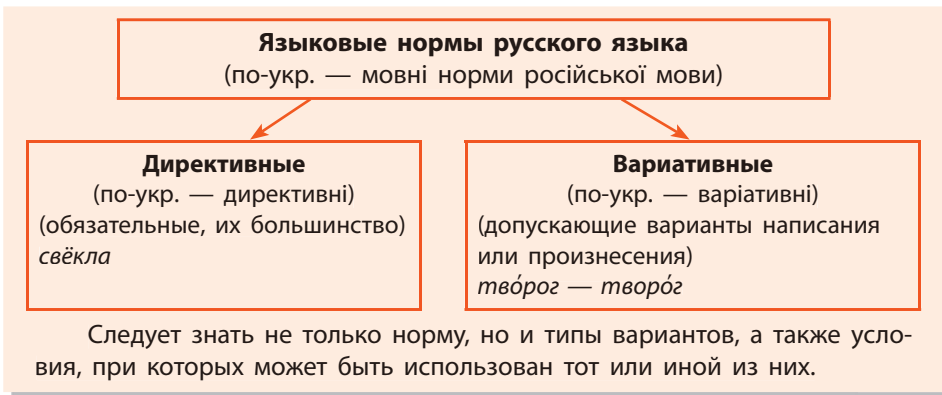 Языковые нормы русского языка
(по-укр. — мовні норми російської мови)
Директивные
(по-укр. — директивні)
(обязательные, их большинство)
свёкла
Вариативные
(по-укр. — варіативні)
(допускающие варианты написания
или произнесения)
тво́рог — творо́г
Следует знать не только норму, но и типы вариантов, а также усло-
вия, при которых может быть использован тот или иной из них.